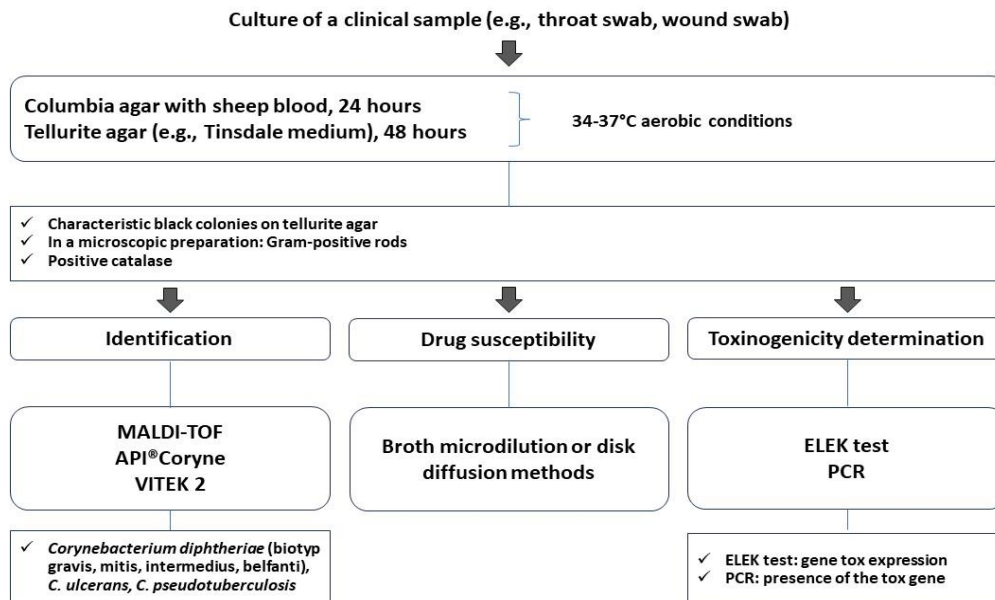 Culture of a clinical sample (e.g., throat swab, wound swab)
Columbia agar with sheep blood, 24 hours
Tellurite agar (e.g., Tinsdale medium), 48 hours
34-37°C aerobic conditions
✓ Characteristic black colonies on tellurite agar
✓ In a microscopic preparation: Gram-positive rods
✓ Positive catalase
Identification
Drug susceptibility
Toxinogenicity determination
MALDI-TOF
API®Coryne
VITEK 2
Broth microdilution or disk
diffusion methods
ELEK test
PCR
✓ Corynebacterium diphtheriae (biotyp
gravis, mitis, intermedius, belfanti),
C. ulcerans, C. pseudotuberculosis
✓ ELEK test: gene tox expression
✓ PCR: presence of the tox gene